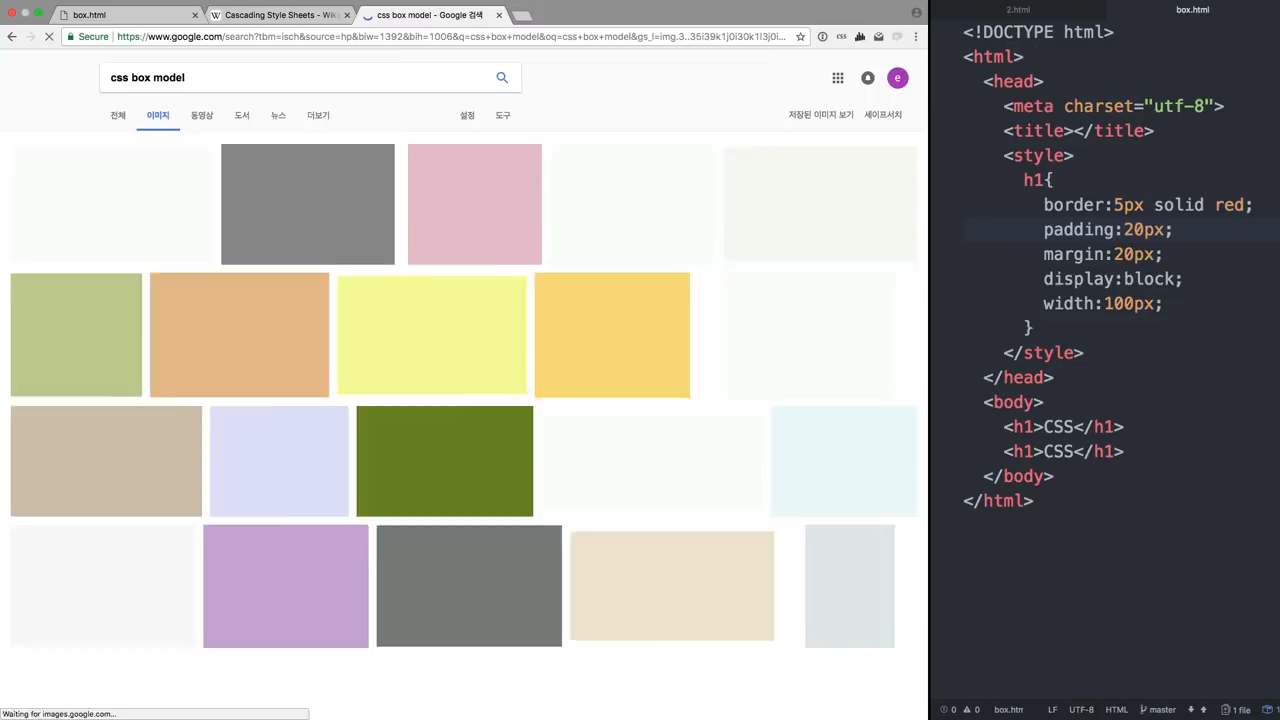 box.html
Cascading Style Sheets - Wiki
css box model - Google 검색
Secure
https://www.google.com/search?tbm=isch&source=hp&biw=1392&bih=1006&q=css+box+model&oq=css+box+model&gs_l=img.3...35i39k1j0i30k1l3j0i...
css
css box model
e
전체
이미지
동영상
도서
뉴스
더보기
설정
도구
저장된 이미지 보기
세이프서치
Waiting for images.google.com...
2.html
box.html
<!DOCTYPE html>
<html>
<head>
<meta charset="utf-8">
<title></title>
<style>
h1{
border:5px solid red;
padding:20px;
margin:20px;
display:block;
width:100px;
}
</style>
</head>
<body>
<h1>CSS</h1>
<h1>CSS</h1>
</body>
</html>
0 0 box.htm LF UTF-8 HTML master 1 file